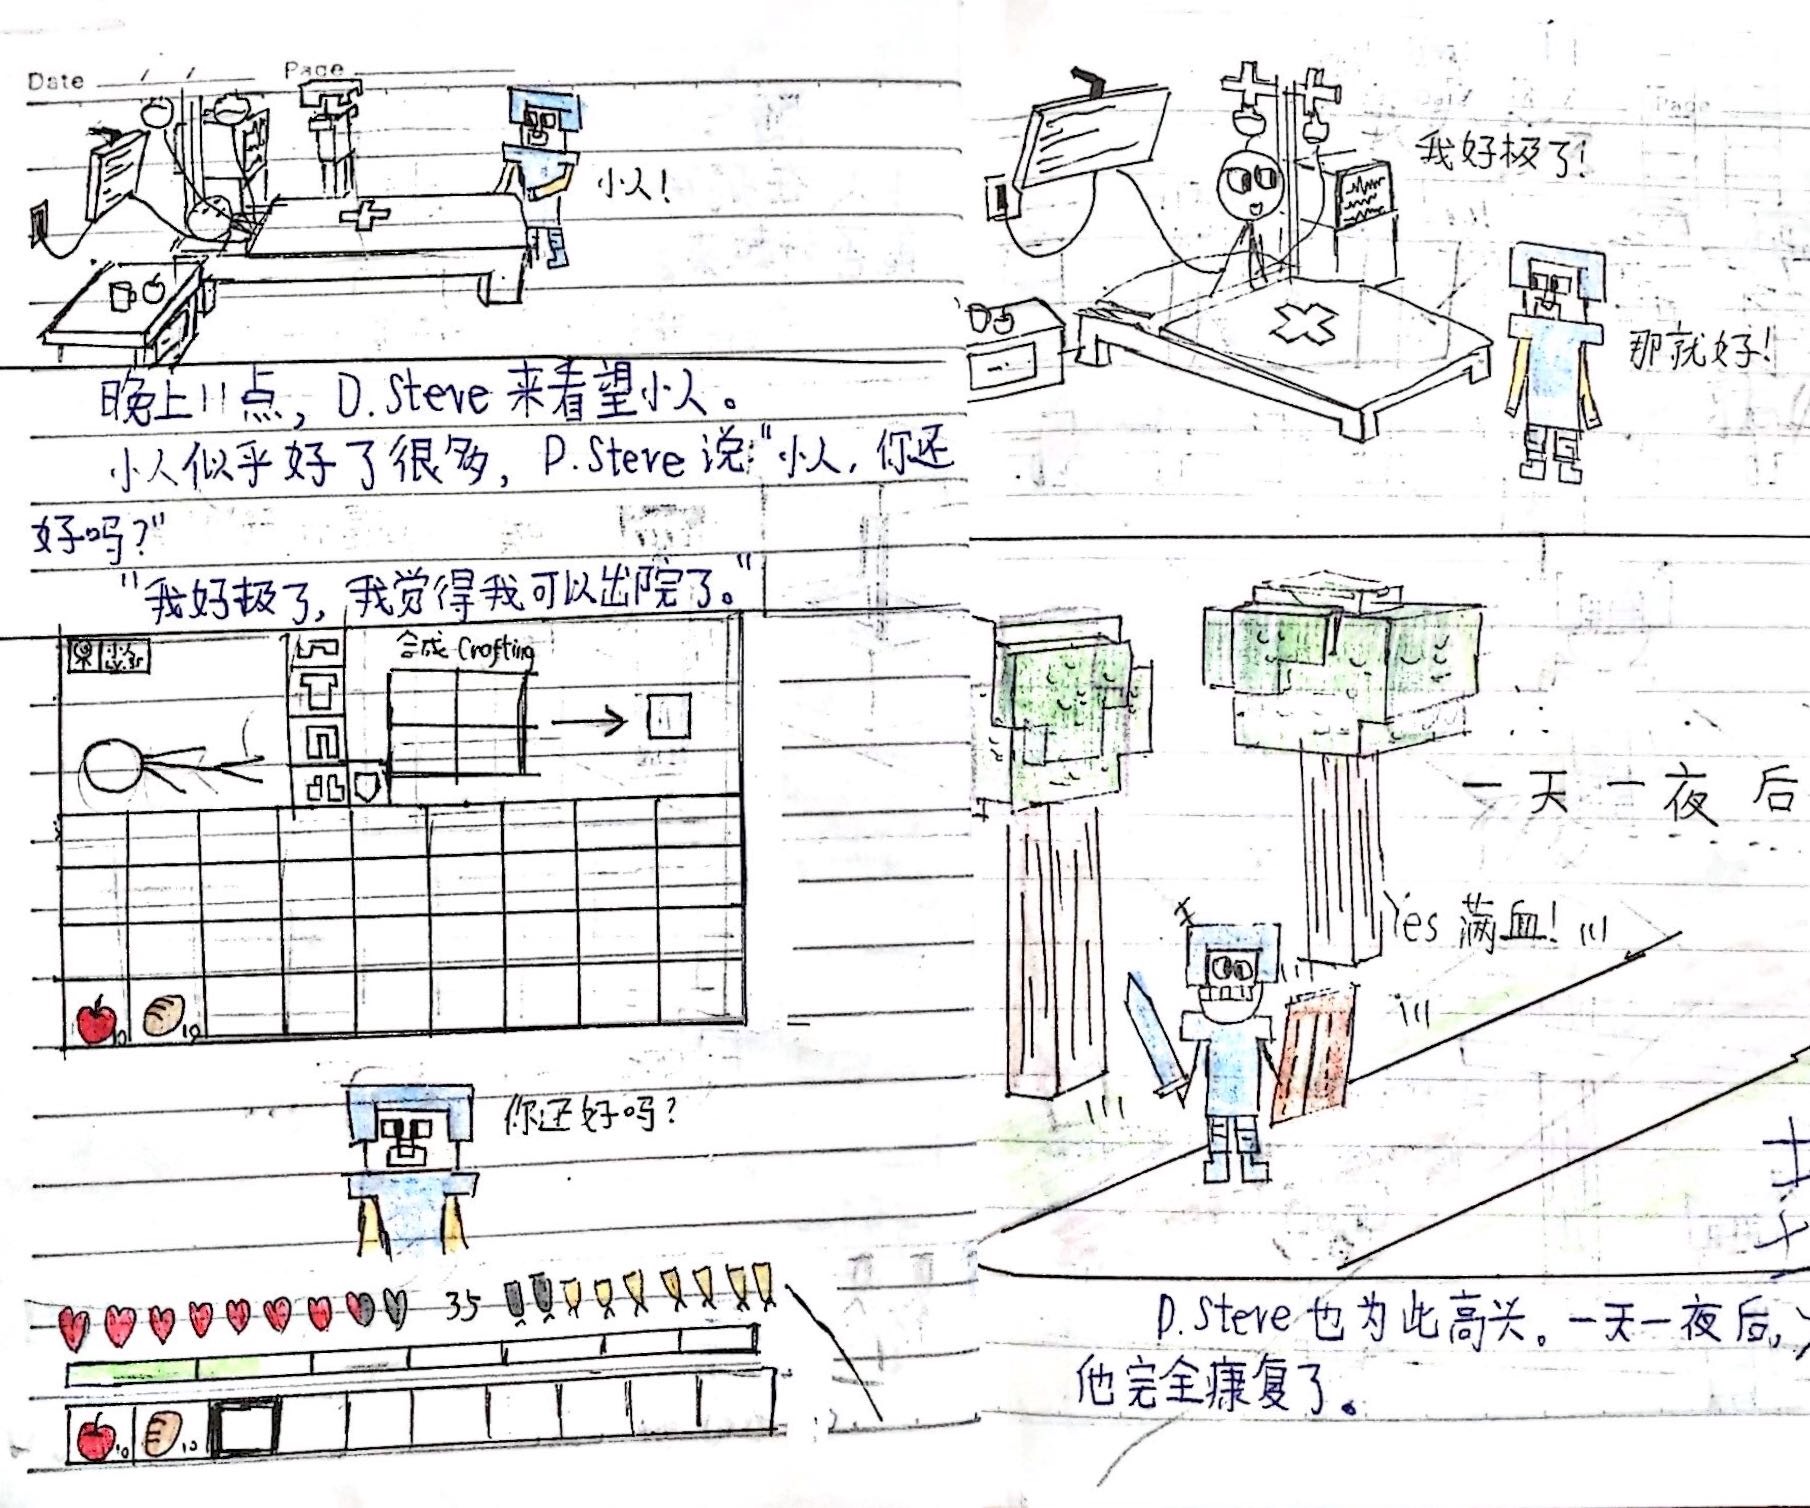 Date / / Page
小人!
晚上11点, D.Steve来看望小人。
小人似乎好了很多, D.Steve说:“小人, 你还
好吗?”
“我好极了, 我觉得我可以出院了。”
小人
合成 Crafting
10 10
你还好吗?
35
10 10
我好极了!
那就好!
一天一夜后
Yes 满血!
D.Steve也为此高兴。一天一夜后,
他完全康复了。